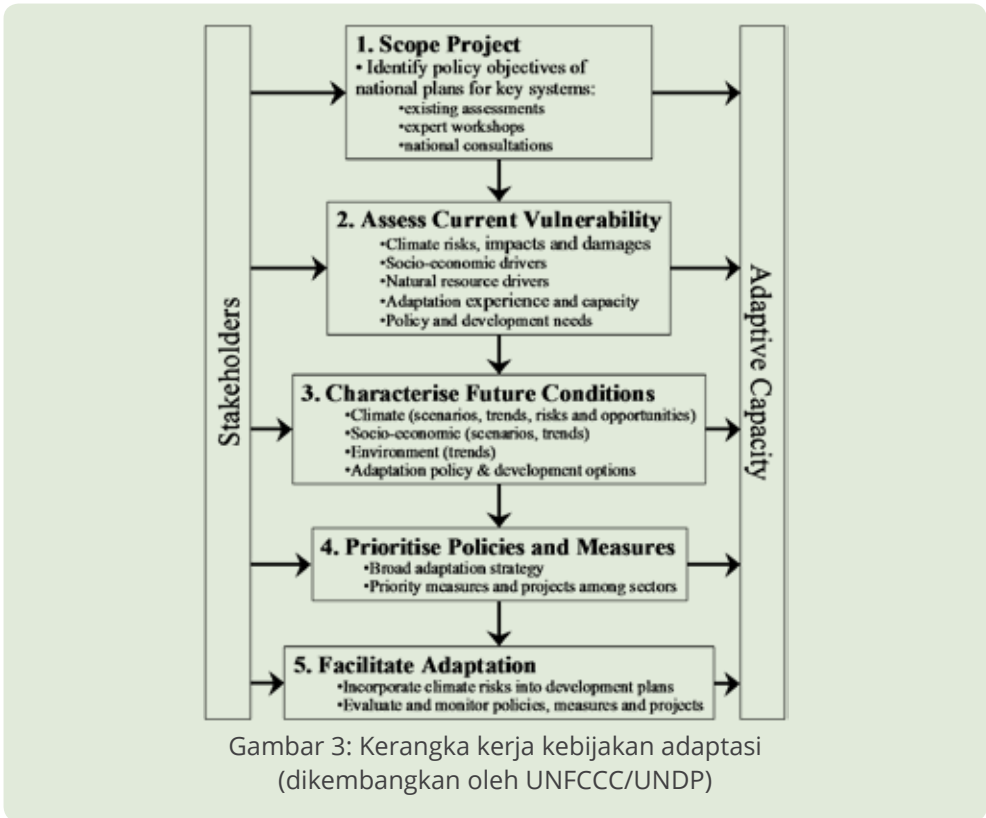 Stakeholders
1. Scope Project
• Identify policy objectives of
national plans for key systems:
•existing assessments
•expert workshops
•national consultations
2. Assess Current Vulnerability
•Climate risks, impacts and damages
•Socio-economic drivers
•Natural resource drivers
•Adaptation experience and capacity
•Policy and development needs
3. Characterise Future Conditions
•Climate (scenarios, trends, risks and opportunities)
•Socio-economic (scenarios, trends)
•Environment (trends)
•Adaptation policy & development options
4. Prioritise Policies and Measures
•Broad adaptation strategy
•Priority measures and projects among sectors
5. Facilitate Adaptation
•Incorporate climate risks into development plans
•Evaluate and monitor policies, measures and projects
Adaptive Capacity
Gambar 3: Kerangka kerja kebijakan adaptasi
(dikembangkan oleh UNFCCC/UNDP)